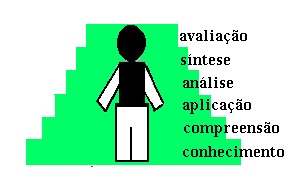 avaliação
síntese
análise
aplicação
compreensão
conhecimento